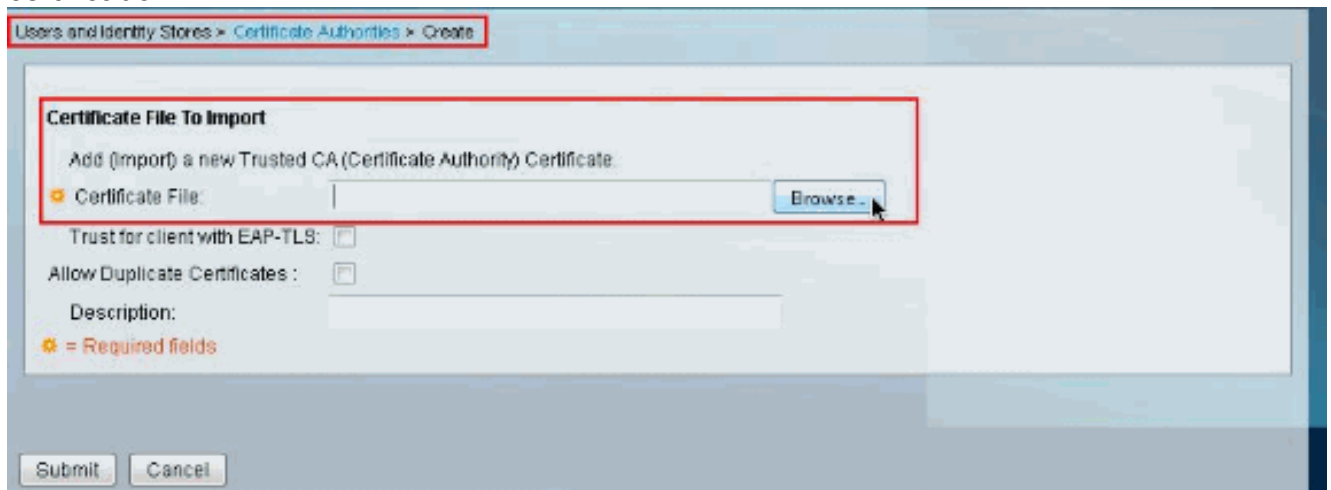 Users and Identity Stores > Certificate Authorities > Create
Certificate File To Import
Add (Import) a new Trusted CA (Certificate Authority) Certificate.
Certificate File:
Browse...
Trust for client with EAP-TLS:
Allow Duplicate Certificates :
Description:
= Required fields
Submit Cancel